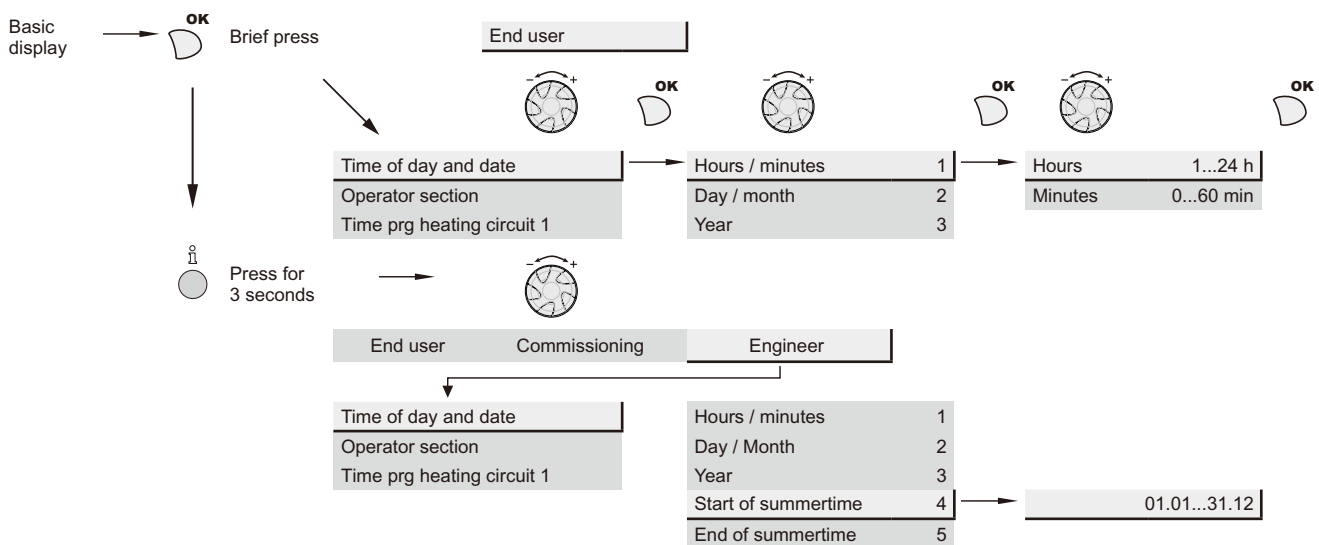 Basic
display
OK
Brief press
End user
- +
OK
- +
OK
- +
OK
Time of day and date
Operator section
Time prg heating circuit 1
Hours / minutes 1
Day / month 2
Year 3
Hours 1...24 h
Minutes 0...60 min
i
Press for
3 seconds
- +
End user Commissioning Engineer
Time of day and date
Operator section
Time prg heating circuit 1
Hours / minutes 1
Day / Month 2
Year 3
Start of summertime 4
End of summertime 5
01.01...31.12